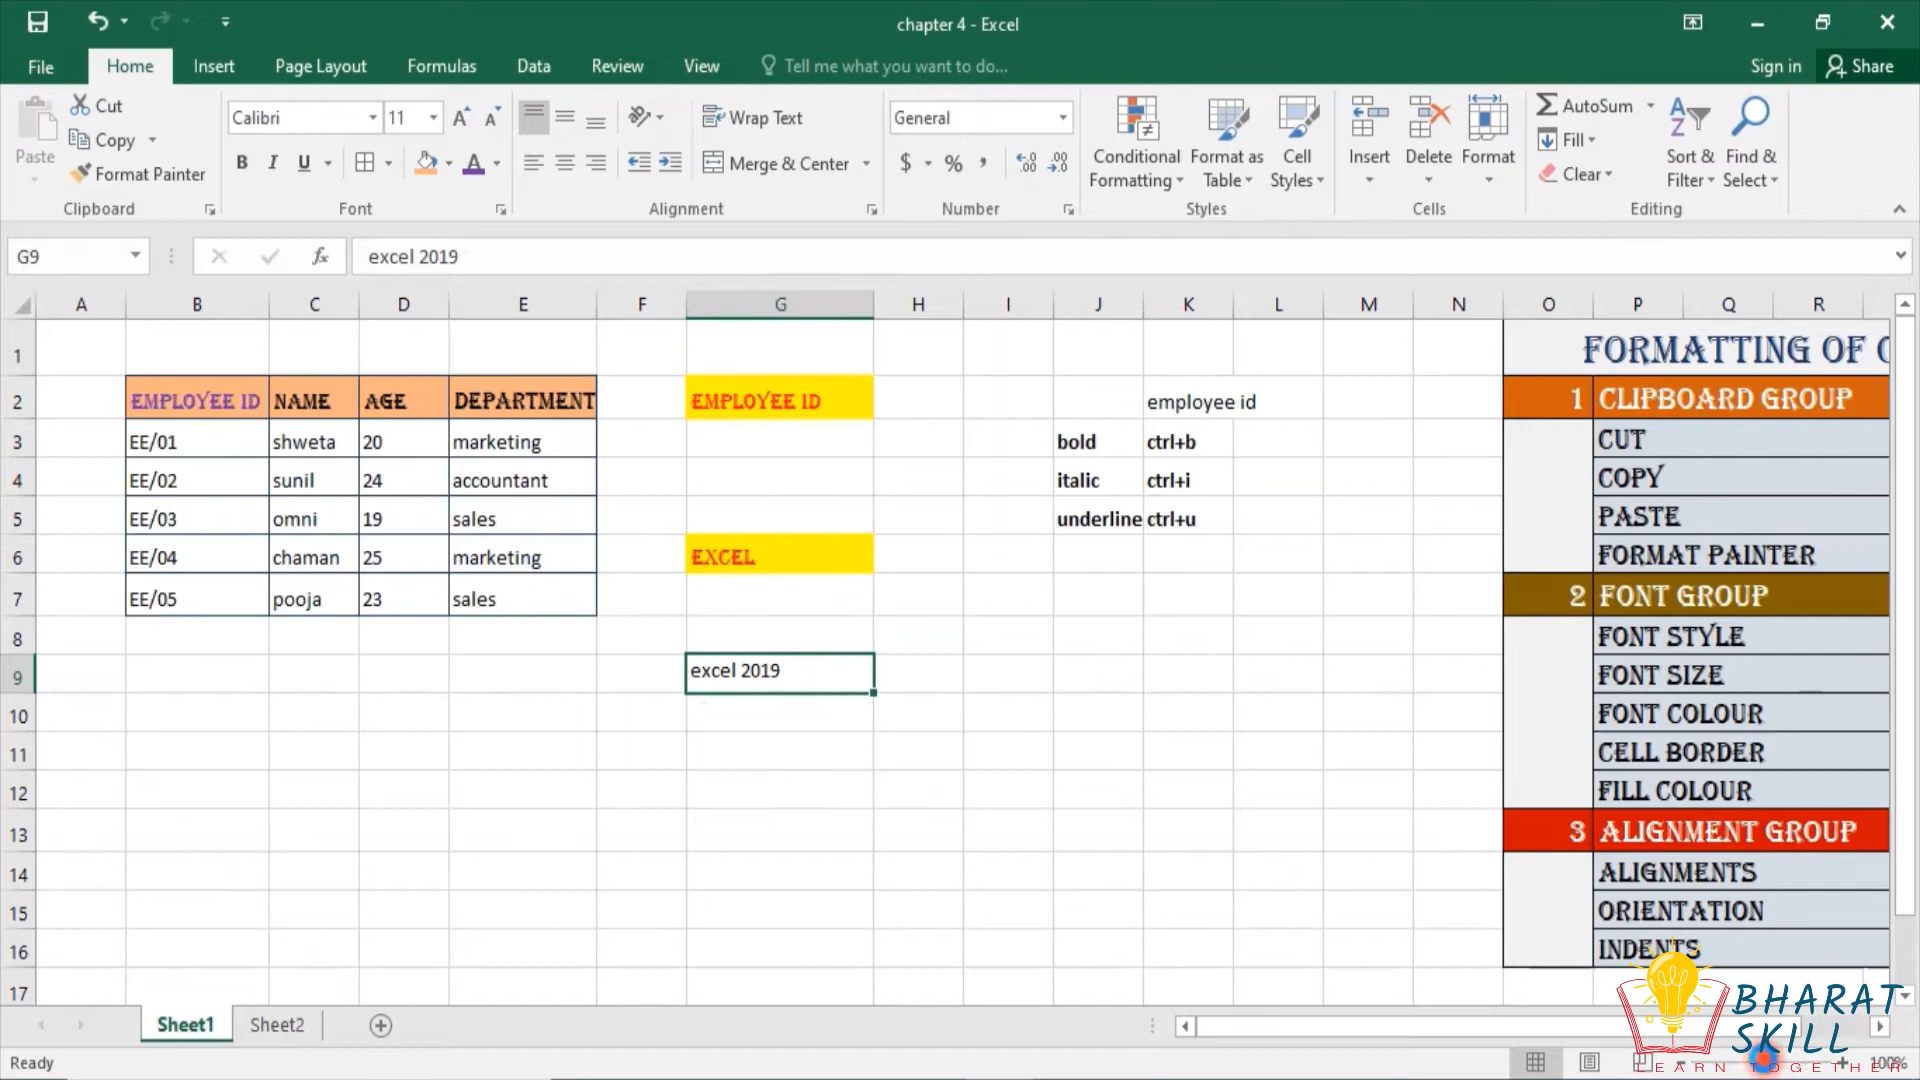 chapter 4 - Excel
File Home Insert Page Layout Formulas Data Review View Tell me what you want to do... Sign in Share
Cut
Copy
Paste
Format Painter
Clipboard
Calibri 11
B I U
Font
Wrap Text
Merge & Center
Alignment
General
$ % ,
Number
Conditional Formatting
Format as Table
Cell Styles
Styles
Insert Delete Format
Cells
AutoSum
Fill
Clear
Sort & Filter
Find & Select
Editing
G9 fx excel 2019
A B C D E F G H I J K L M N O P Q R
1 FORMATTING OF C
2 EMPLOYEE ID NAME AGE DEPARTMENT EMPLOYEE ID employee id 1 CLIPBOARD GROUP
3 EE/01 shweta 20 marketing bold ctrl+b CUT
4 EE/02 sunil 24 accountant italic ctrl+i COPY
5 EE/03 omni 19 sales underline ctrl+u PASTE
6 EE/04 chaman 25 marketing EXCEL FORMAT PAINTER
7 EE/05 pooja 23 sales 2 FONT GROUP
8 FONT STYLE
9 excel 2019 FONT SIZE
10 FONT COLOUR
11 CELL BORDER
12 FILL COLOUR
13 3 ALIGNMENT GROUP
14 ALIGNMENTS
15 ORIENTATION
16 INDENTS
17
Sheet1 Sheet2
Ready 100%
BHARAT
SKILL
LEARN TOGETHER